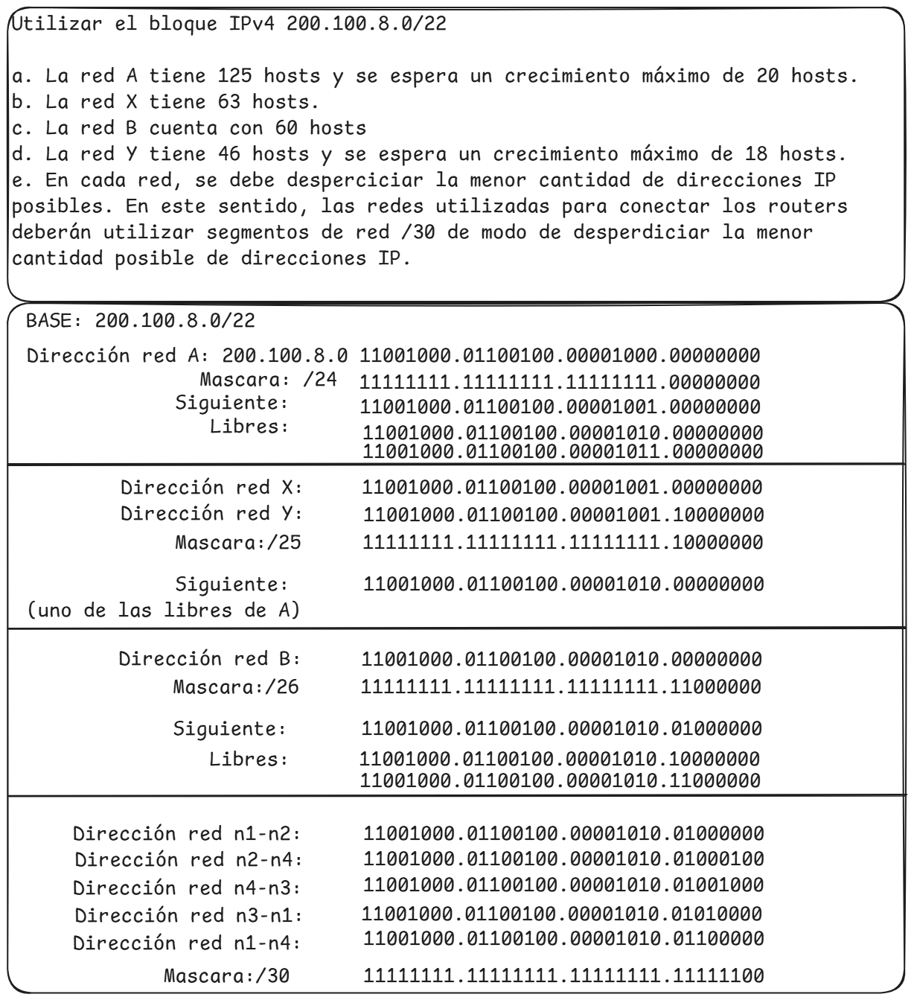 Utilizar el bloque IPv4 200.100.8.0/22
a. La red A tiene 125 hosts y se espera un crecimiento máximo de 20 hosts.
b. La red X tiene 63 hosts.
c. La red B cuenta con 60 hosts
d. La red Y tiene 46 hosts y se espera un crecimiento máximo de 18 hosts.
e. En cada red, se debe desperciciar la menor cantidad de direcciones IP
posibles. En este sentido, las redes utilizadas para conectar los routers
deberán utilizar segmentos de red /30 de modo de desperdiciar la menor
cantidad posible de direcciones IP.
BASE: 200.100.8.0/22
Dirección red A: 200.100.8.0 11001000.01100100.00001000.00000000
Mascara: /24 11111111.11111111.11111111.00000000
Siguiente: 11001000.01100100.00001001.00000000
Libres: 11001000.01100100.00001010.00000000
11001000.01100100.00001011.00000000
Dirección red X: 11001000.01100100.00001001.00000000
Dirección red Y: 11001000.01100100.00001001.10000000
Mascara:/25 11111111.11111111.11111111.10000000
Siguiente: 11001000.01100100.00001010.00000000
(uno de las libres de A)
Dirección red B: 11001000.01100100.00001010.00000000
Mascara:/26 11111111.11111111.11111111.11000000
Siguiente: 11001000.01100100.00001010.01000000
Libres: 11001000.01100100.00001010.10000000
11001000.01100100.00001010.11000000
Dirección red n1-n2: 11001000.01100100.00001010.01000000
Dirección red n2-n4: 11001000.01100100.00001010.01000100
Dirección red n4-n3: 11001000.01100100.00001010.01001000
Dirección red n3-n1: 11001000.01100100.00001010.01010000
Dirección red n1-n4: 11001000.01100100.00001010.01100000
Mascara:/30 11111111.11111111.11111111.11111100